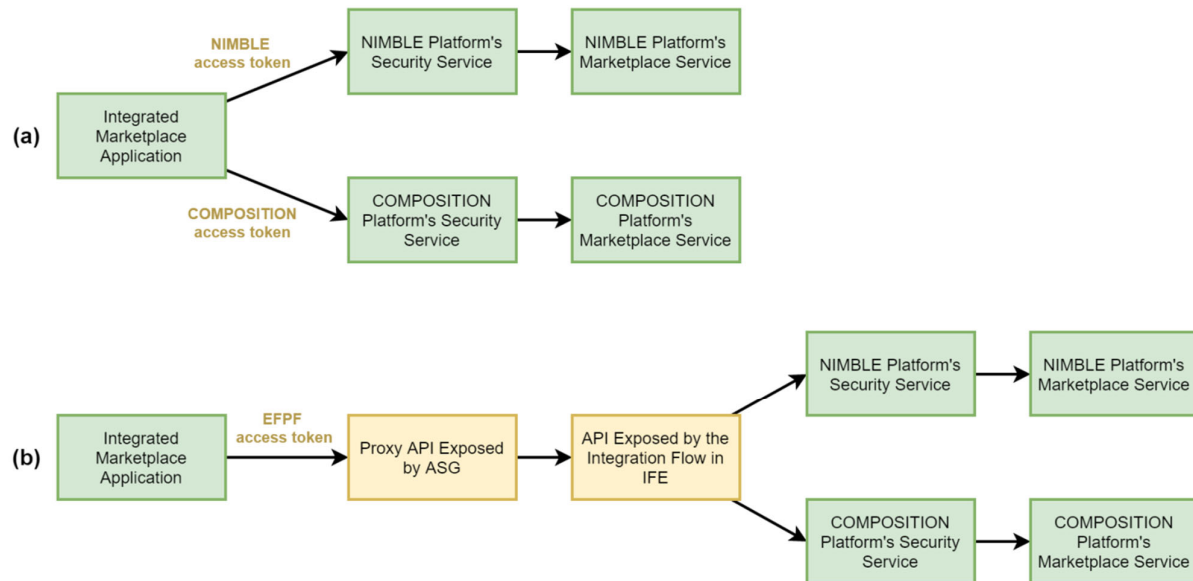 NIMBLE
access token
NIMBLE Platform's
Security Service
NIMBLE Platform's
Marketplace Service
(a)
Integrated
Marketplace
Application
COMPOSITION
access token
COMPOSITION
Platform's Security
Service
COMPOSITION
Platform's
Marketplace Service
NIMBLE Platform's
Security Service
NIMBLE Platform's
Marketplace Service
(b)
Integrated
Marketplace
Application
EFPF
access token
Proxy API Exposed
by ASG
API Exposed by the
Integration Flow in
IFE
COMPOSITION
Platform's Security
Service
COMPOSITION
Platform's
Marketplace Service